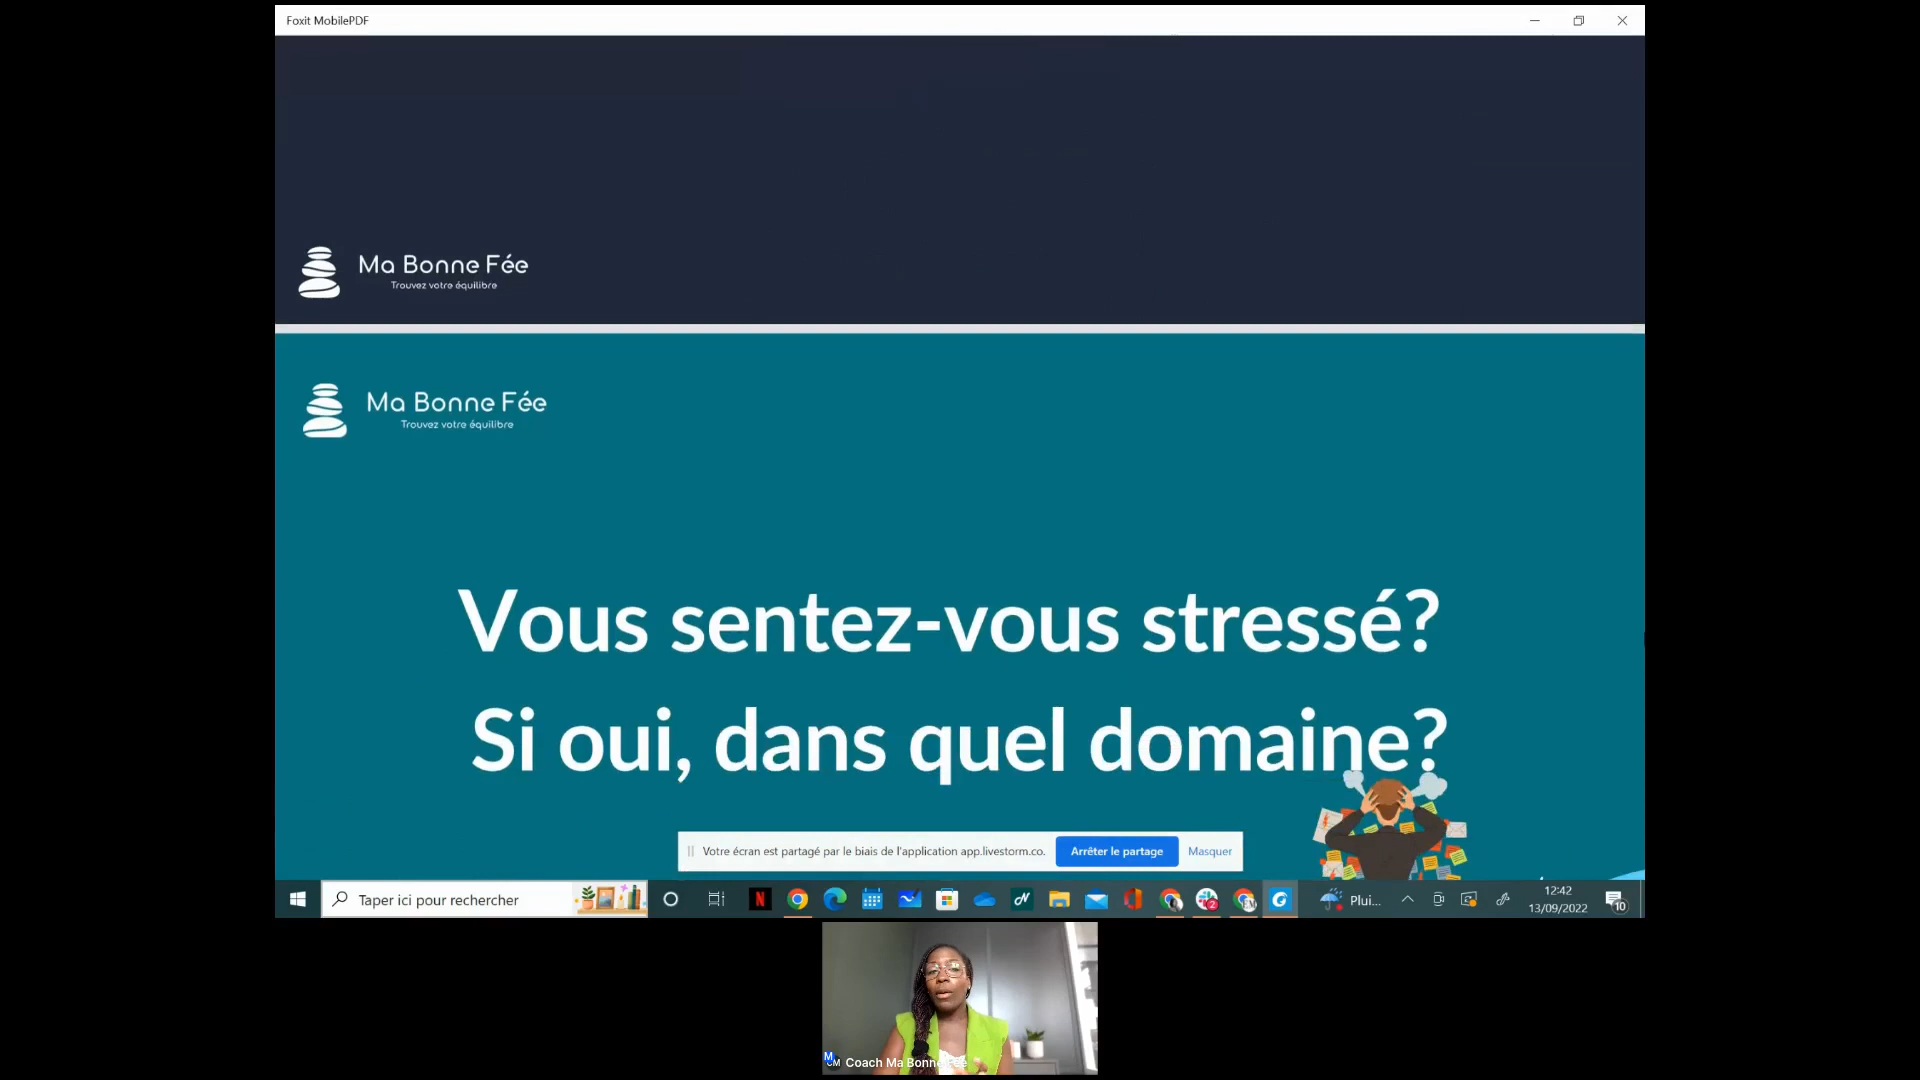 Foxit MobilePDF
Ma Bonne Fée
Trouvez votre équilibre
Ma Bonne Fée
Trouvez votre équilibre
Vous sentez-vous stressé?
Si oui, dans quel domaine?
Votre écran est partagé par le biais de l'application app.livestorm.co.
Arrêter le partage
Masquer
Taper ici pour rechercher
Plui...
12:42
13/09/2022
10
CM Coach Ma Bonne